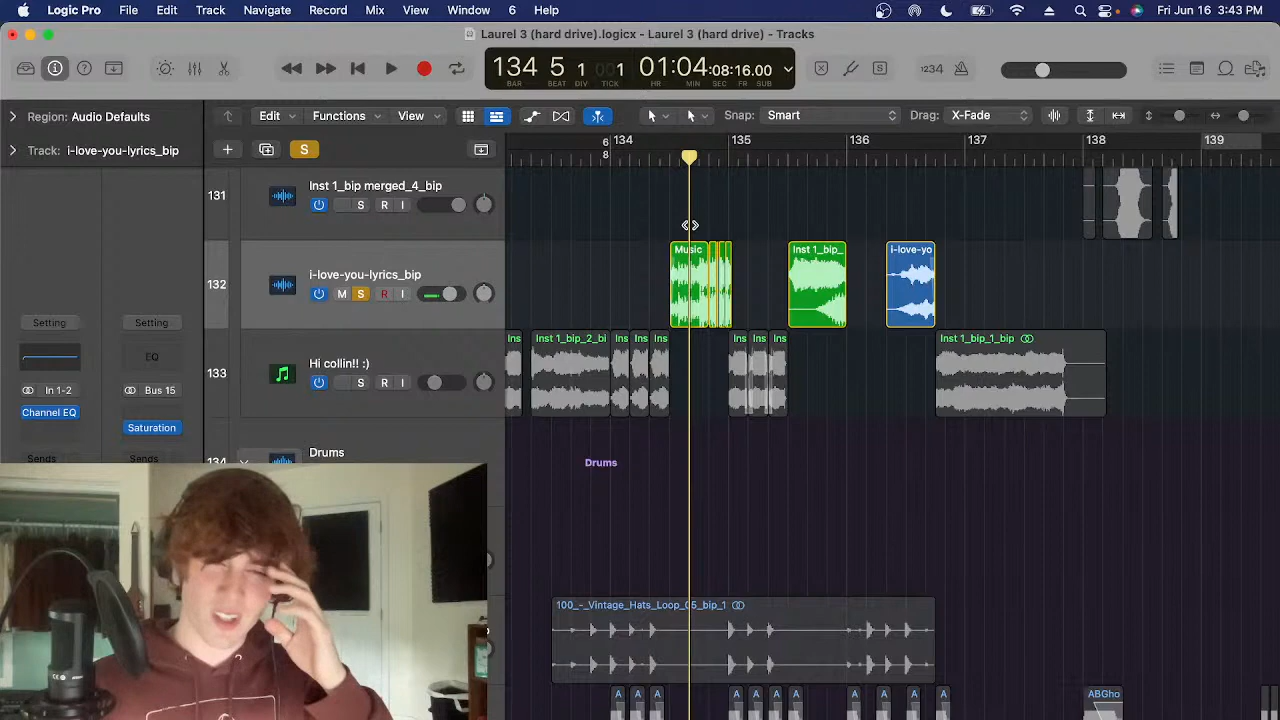 Logic Pro File Edit Track Navigate Record Mix View Window 6 Help Fri Jun 16 3:43 PM
Laurel 3 (hard drive).logicx - Laurel 3 (hard drive) - Tracks
134 5 1 001 01:04:08:16.00
BAR BEAT DIV TICK HR MIN SEC FR SUB
1234
Region: Audio Defaults
Edit Functions View Snap: Smart Drag: X-Fade
Track: i-love-you-lyrics_bip
S
6
8
134 135 136 137 138 139
131 Inst 1_bip merged_4_bip
S R I
132 i-love-you-lyrics_bip
M S R I
Music Inst 1_bip_ i-love-yo
Setting Setting
EQ
In 1-2 Bus 15
Channel EQ
Saturation
Sends Sends
133 Hi collin!! :)
S R I
Ins Inst 1_bip_2_bi Ins Ins Ins Ins Ins Ins Inst 1_bip_1_bip
134 Drums
Drums
100_-_Vintage_Hats_Loop_05_bip_1
A A A A A A A A A A A A ABGho